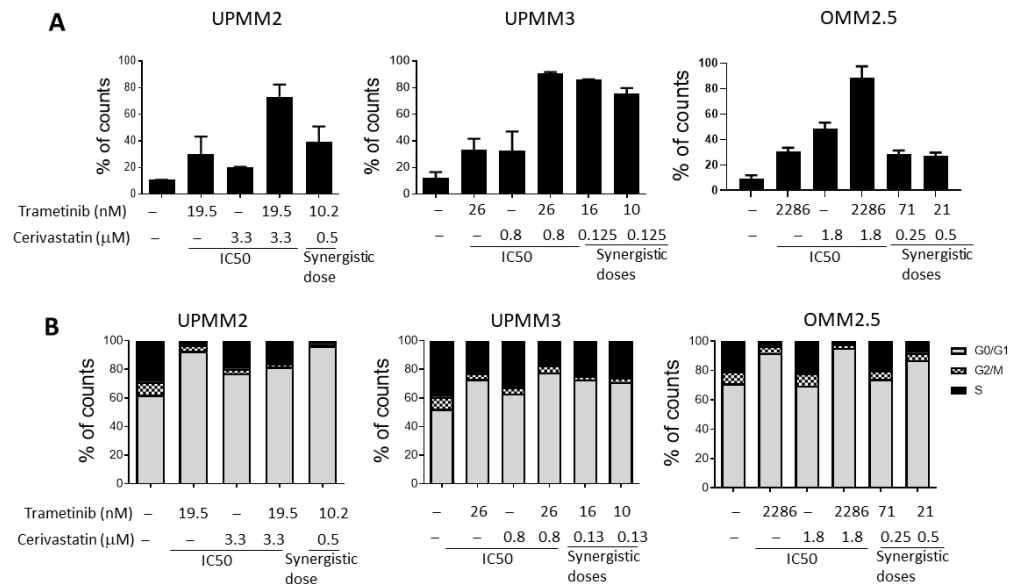 A
UPMM2 UPMM3 OMM2.5
% of counts
100
80
60
40
20
0
% of counts
100
80
60
40
20
0
% of counts
100
80
60
40
20
0
Trametinib (nM) – 19.5 – 19.5 10.2 – 26 – 26 16 10 – 2286 – 2286 71 21
Cerivastatin (μM) – – 3.3 3.3 0.5 – – 0.8 0.8 0.125 0.125 – – 1.8 1.8 0.25 0.5
IC50 Synergistic IC50 Synergistic IC50 Synergistic
dose doses doses
B
UPMM2 UPMM3 OMM2.5
% of counts
100
80
60
40
20
0
% of counts
100
80
60
40
20
0
% of counts
100
80
60
40
20
0
G0/G1
G2/M
S
Trametinib (nM) – 19.5 – 19.5 10.2 – 26 – 26 16 10 – 2286 – 2286 71 21
Cerivastatin (μM) – – 3.3 3.3 0.5 – – 0.8 0.8 0.13 0.13 – – 1.8 1.8 0.25 0.5
IC50 Synergistic IC50 Synergistic IC50 Synergistic
dose doses doses